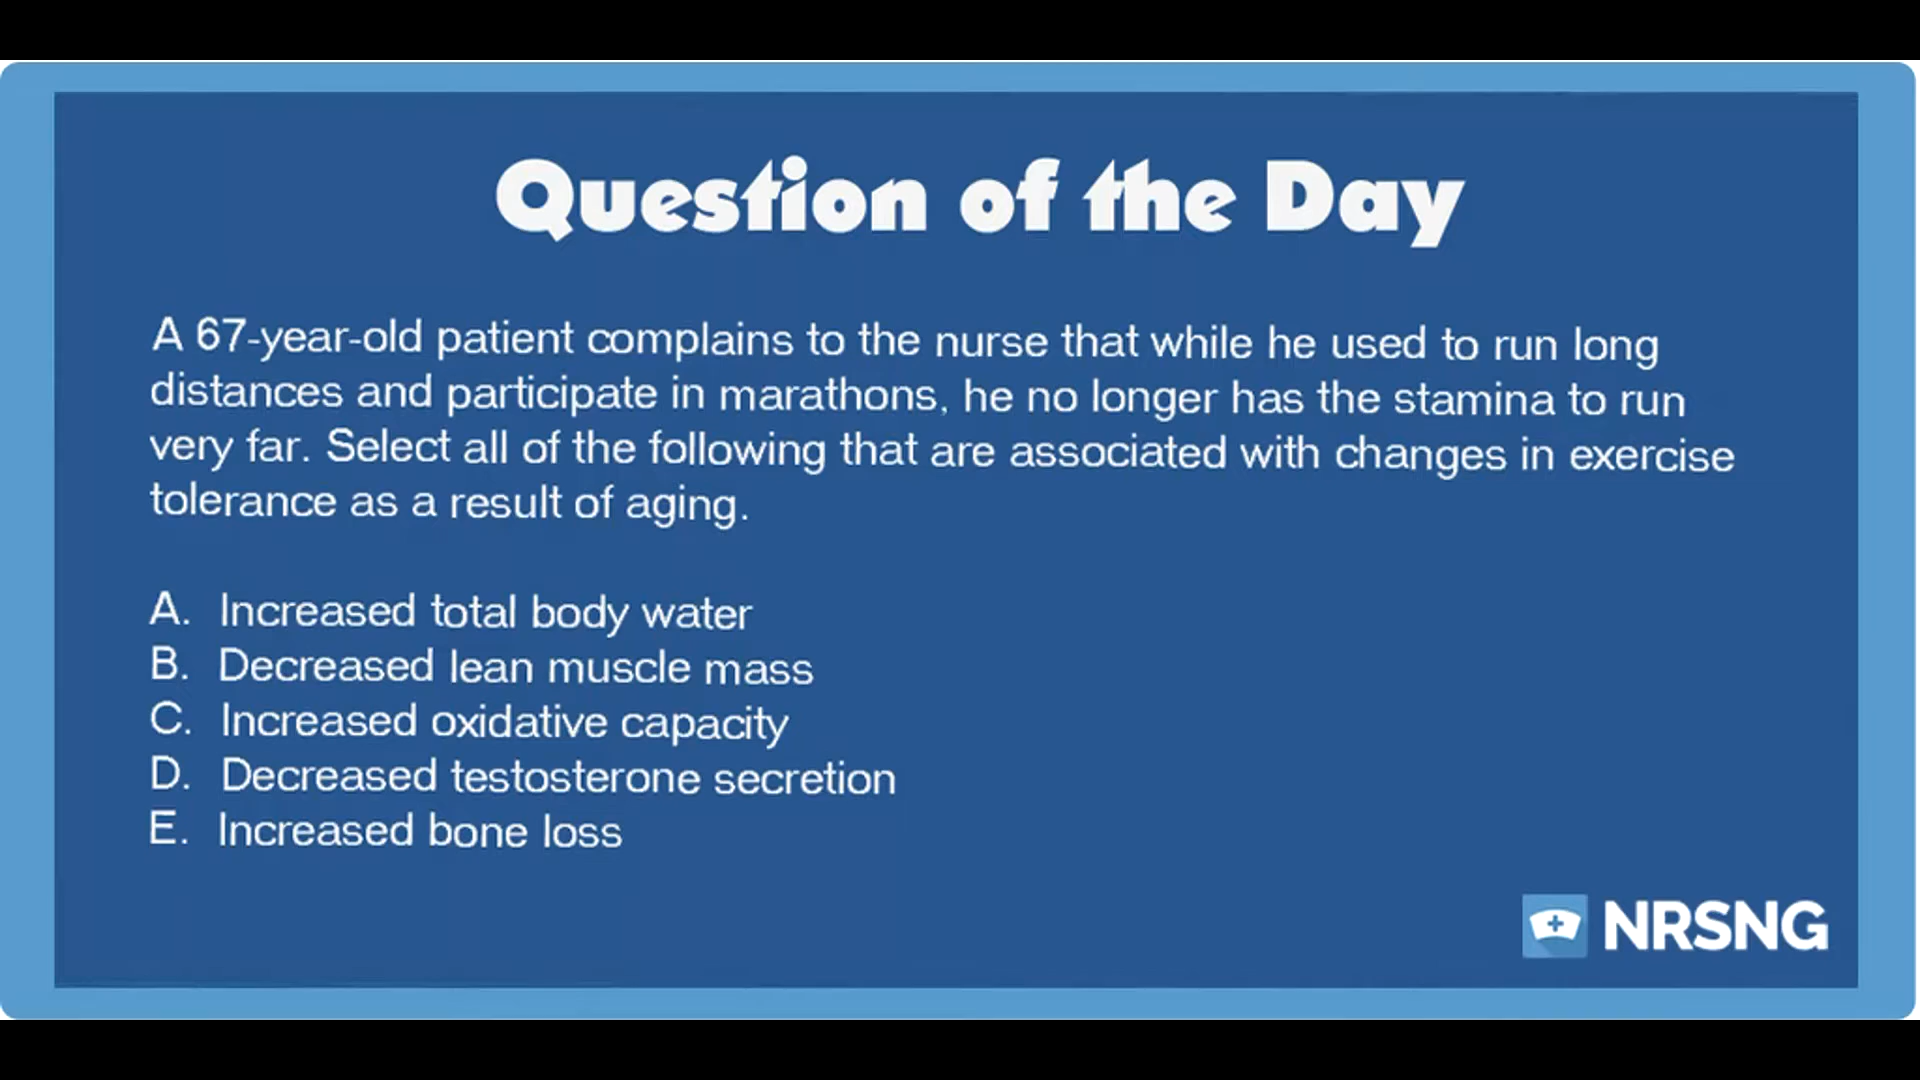 Question of the Day
A 67-year-old patient complains to the nurse that while he used to run long
distances and participate in marathons, he no longer has the stamina to run
very far. Select all of the following that are associated with changes in exercise
tolerance as a result of aging.
A. Increased total body water
B. Decreased lean muscle mass
C. Increased oxidative capacity
D. Decreased testosterone secretion
E. Increased bone loss
NRSNG